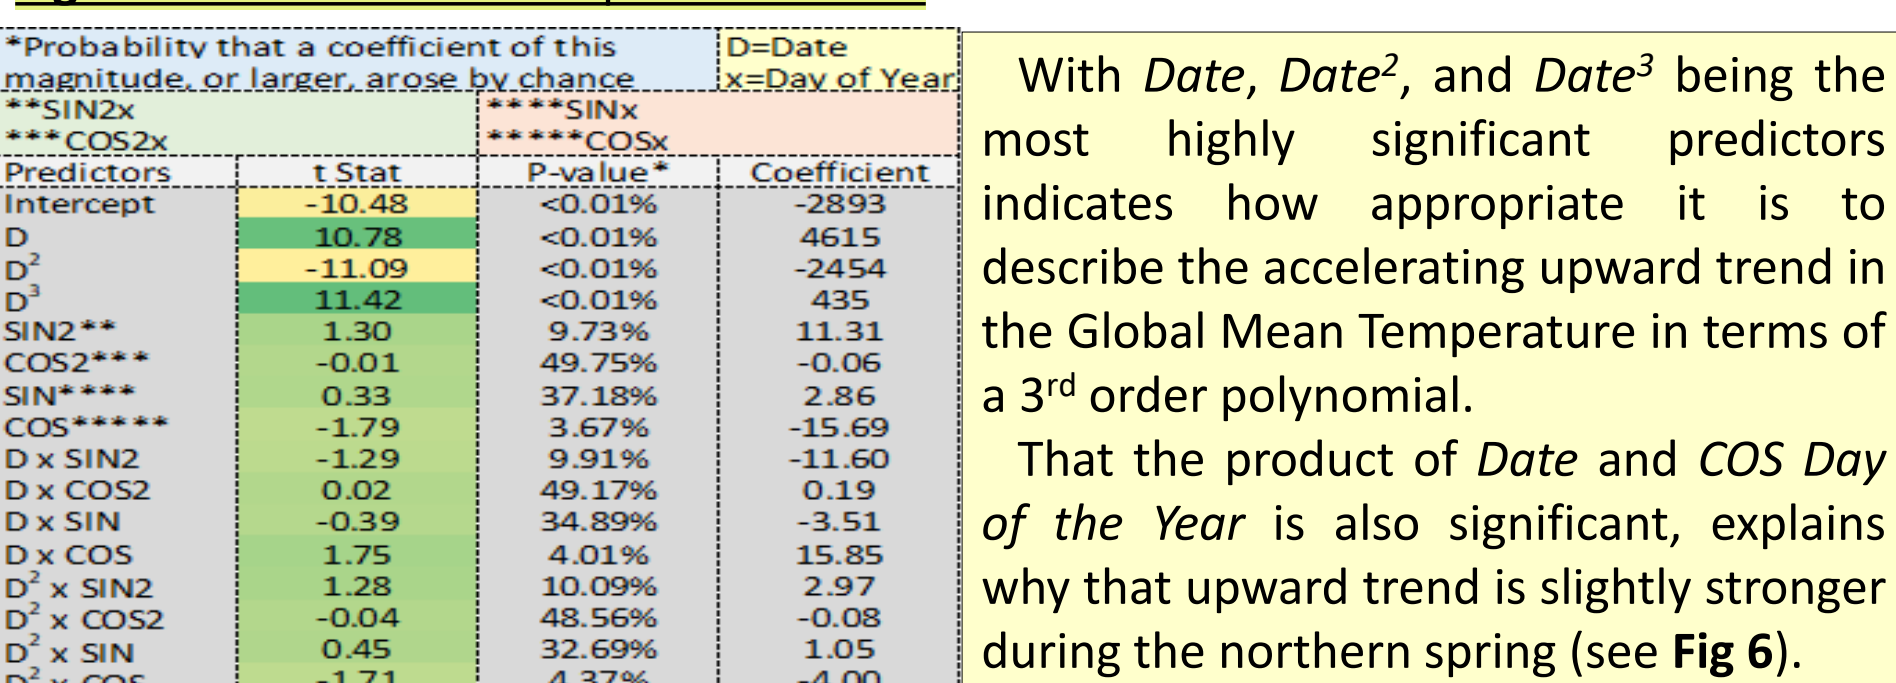 *Probability that a coefficient of this
magnitude, or larger, arose by chance
D=Date
x=Day of Year
**SIN2x
***COS2x
****SINx
*****COSx
Predictors t Stat P-value* Coefficient
Intercept -10.48 <0.01% -2893
D 10.78 <0.01% 4615
D² -11.09 <0.01% -2454
D³ 11.42 <0.01% 435
SIN2** 1.30 9.73% 11.31
COS2*** -0.01 49.75% -0.06
SIN**** 0.33 37.18% 2.86
COS***** -1.79 3.67% -15.69
D x SIN2 -1.29 9.91% -11.60
D x COS2 0.02 49.17% 0.19
D x SIN -0.39 34.89% -3.51
D x COS 1.75 4.01% 15.85
D² x SIN2 1.28 10.09% 2.97
D² x COS2 -0.04 48.56% -0.08
D² x SIN 0.45 32.69% 1.05
D² x COS -1.71 4.37% -4.00
With Date, Date², and Date³ being the
most highly significant predictors
indicates how appropriate it is to
describe the accelerating upward trend in
the Global Mean Temperature in terms of
a 3rd order polynomial.
That the product of Date and COS Day
of the Year is also significant, explains
why that upward trend is slightly stronger
during the northern spring (see Fig 6).